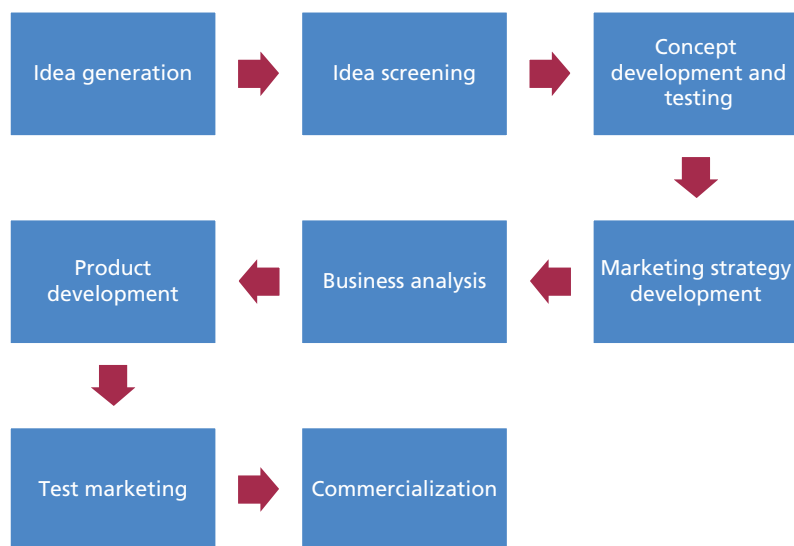 Idea generation
Idea screening
Concept
development and
testing
Marketing strategy
development
Business analysis
Product
development
Test marketing
Commercialization